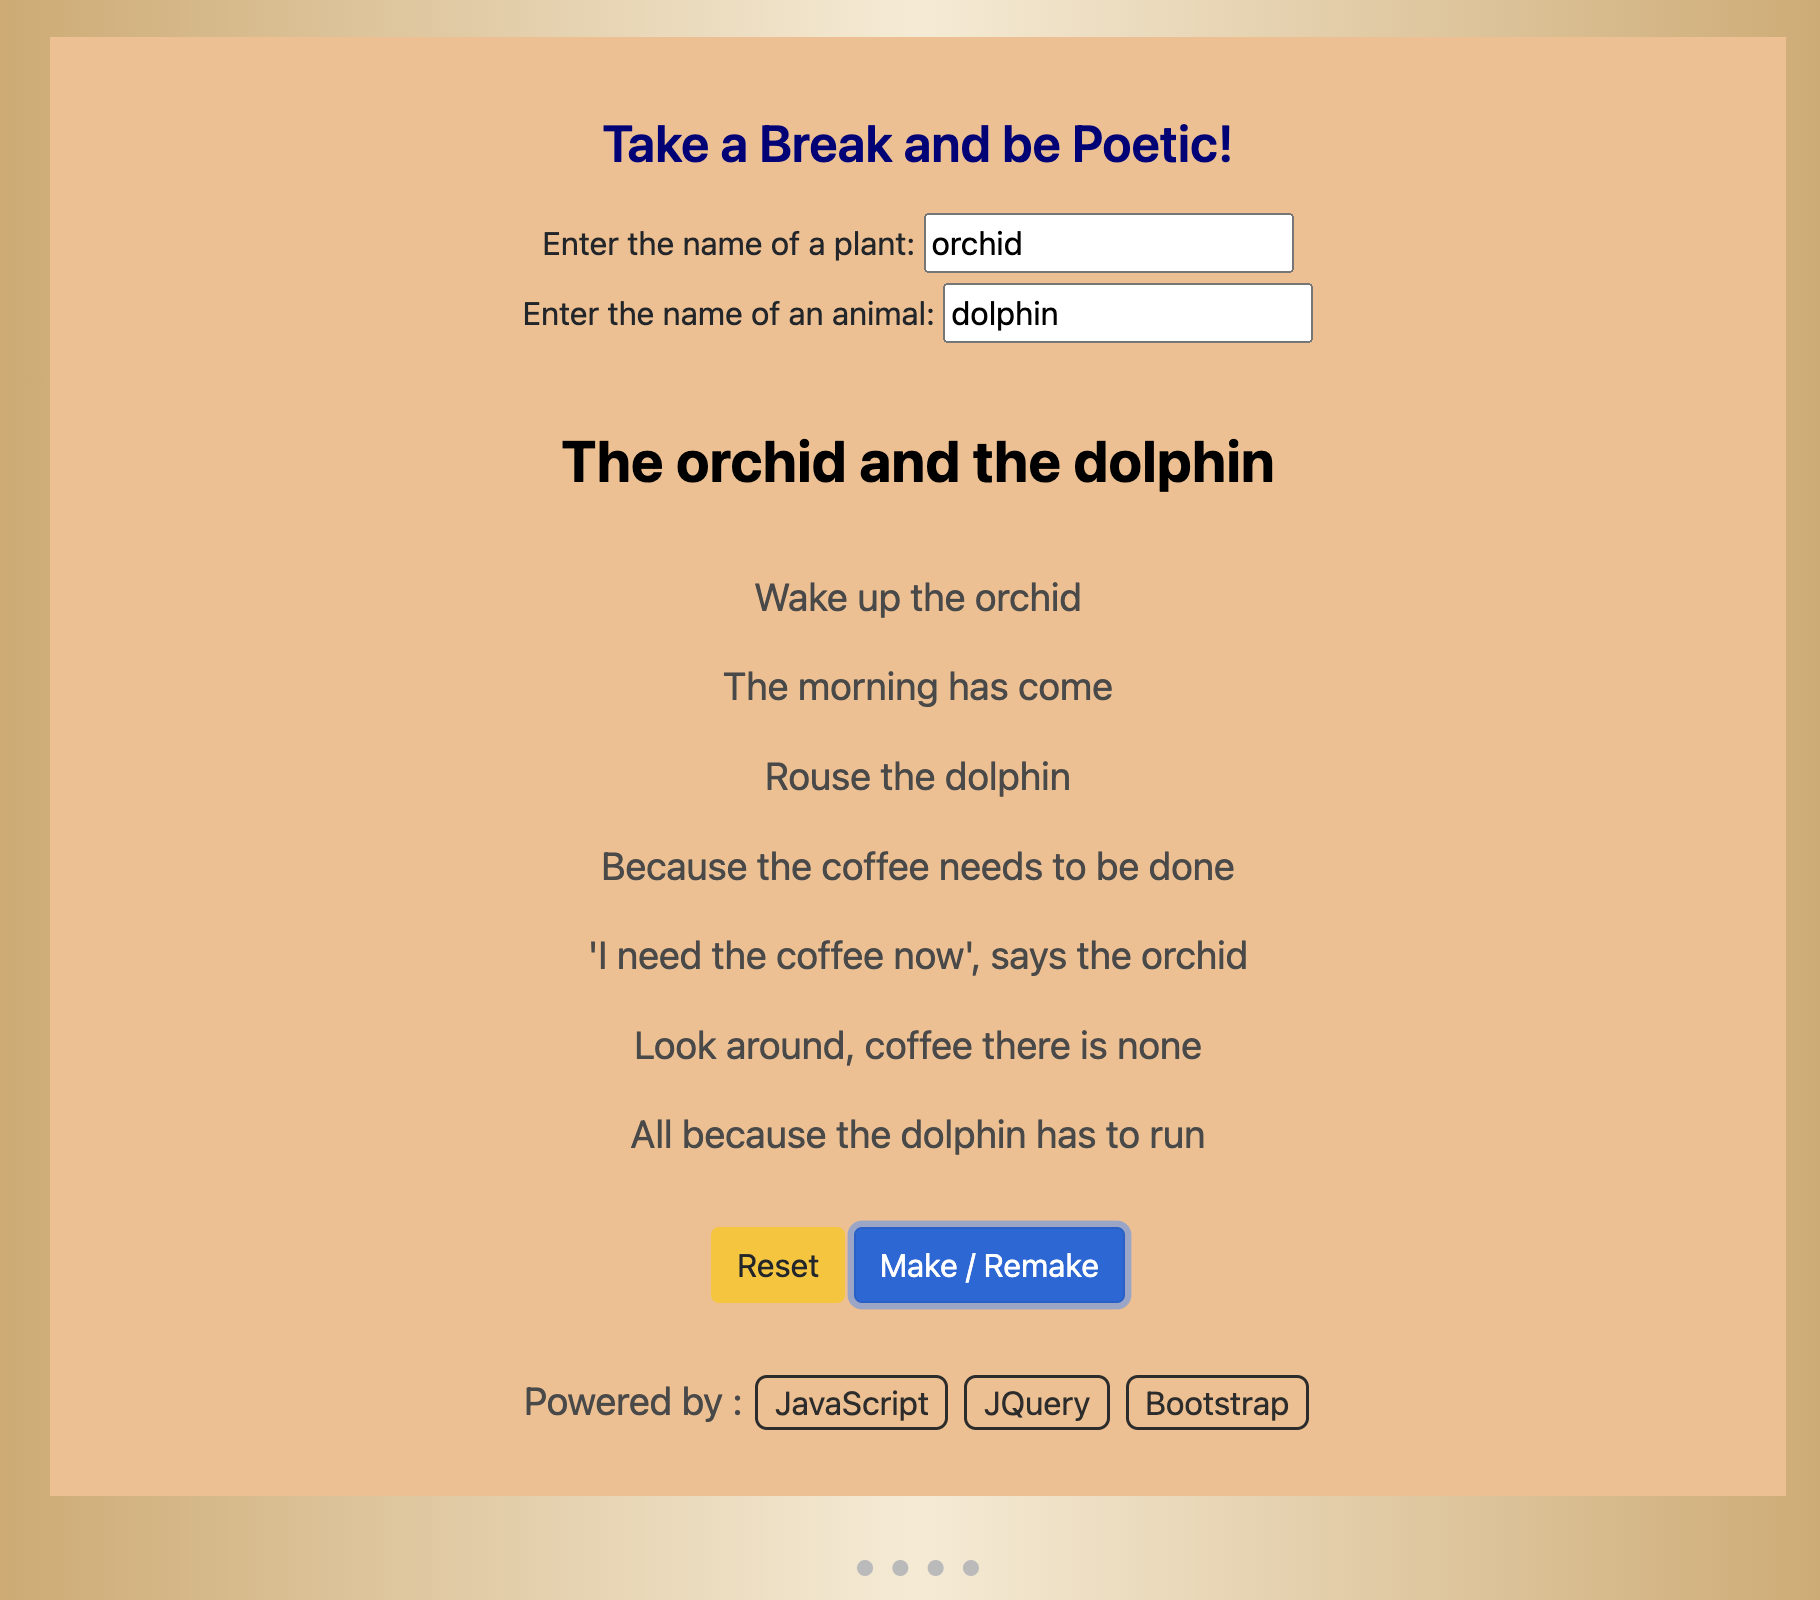 Take a Break and be Poetic!
Enter the name of a plant: orchid
Enter the name of an animal: dolphin
The orchid and the dolphin
Wake up the orchid
The morning has come
Rouse the dolphin
Because the coffee needs to be done
'I need the coffee now', says the orchid
Look around, coffee there is none
All because the dolphin has to run
Reset Make / Remake
Powered by : JavaScript JQuery Bootstrap